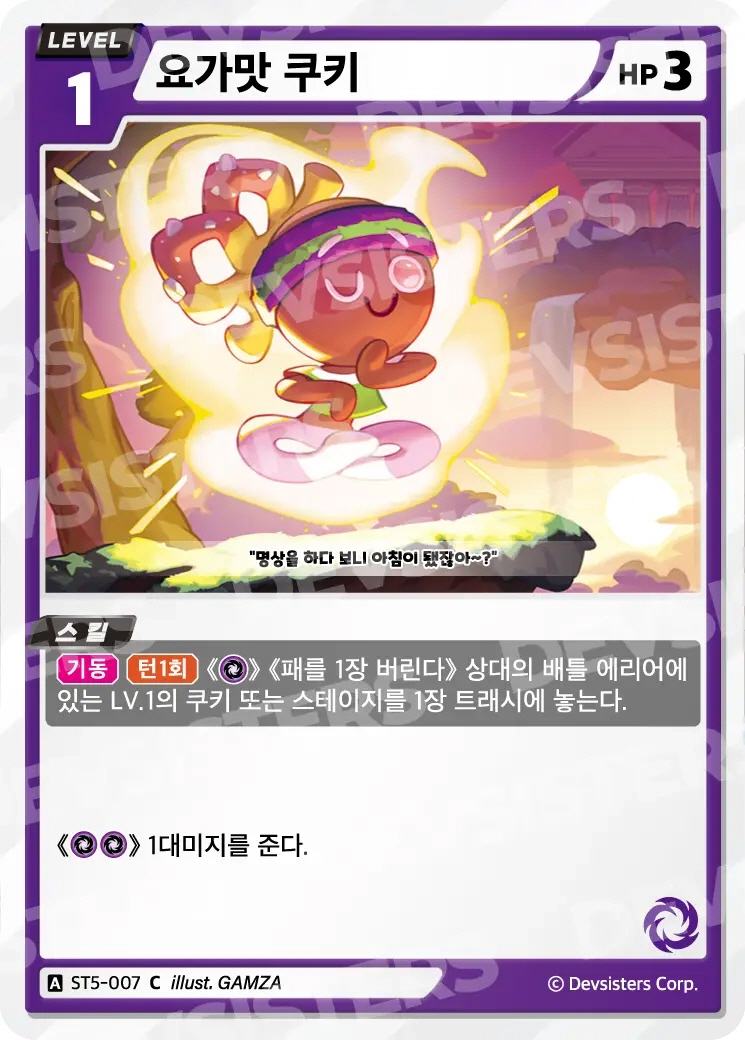 LEVEL
1
요가맛 쿠키
HP 3
"명상을 하다 보니 아침이 됐잖아~?"
스킬
기동 턴1회 《》 《패를 1장 버린다》 상대의 배틀 에리어에
있는 LV.1의 쿠키 또는 스테이지를 1장 트래시에 놓는다.
《》 1대미지를 준다.
A ST5-007 C illust. GAMZA
© Devsisters Corp.
DEVSISTERS